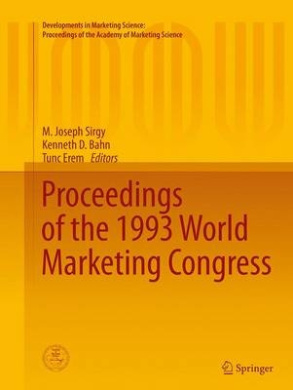 Developments in Marketing Science:
Proceedings of the Academy of Marketing Science
M. Joseph Sirgy
Kenneth D. Bahn
Tunc Erem Editors
Proceedings
of the 1993 World
Marketing Congress
Springer